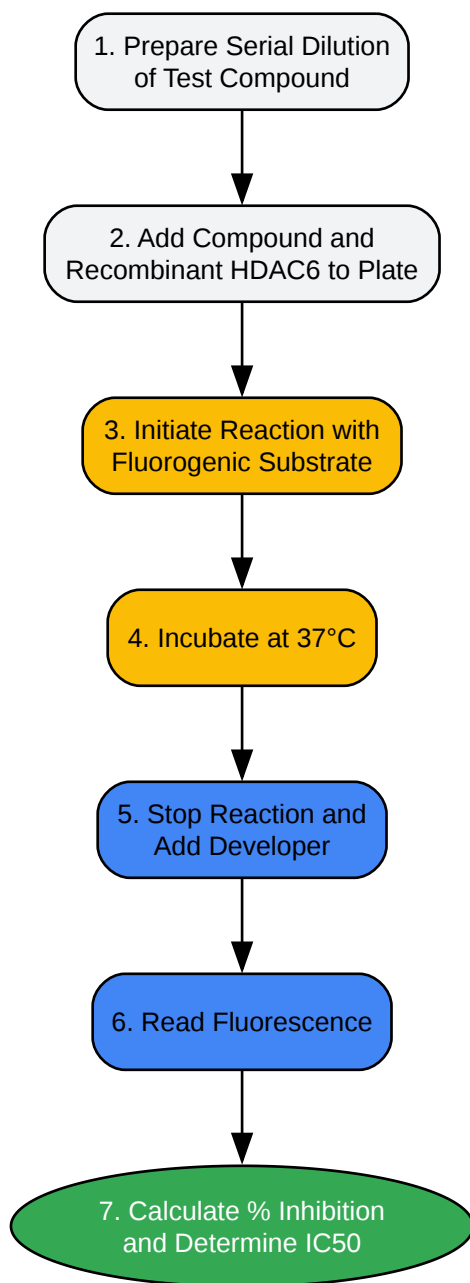 1. Prepare Serial Dilution
of Test Compound
2. Add Compound and
Recombinant HDAC6 to Plate
3. Initiate Reaction with
Fluorogenic Substrate
4. Incubate at 37°C
5. Stop Reaction and
Add Developer
6. Read Fluorescence
7. Calculate % Inhibition
and Determine IC50